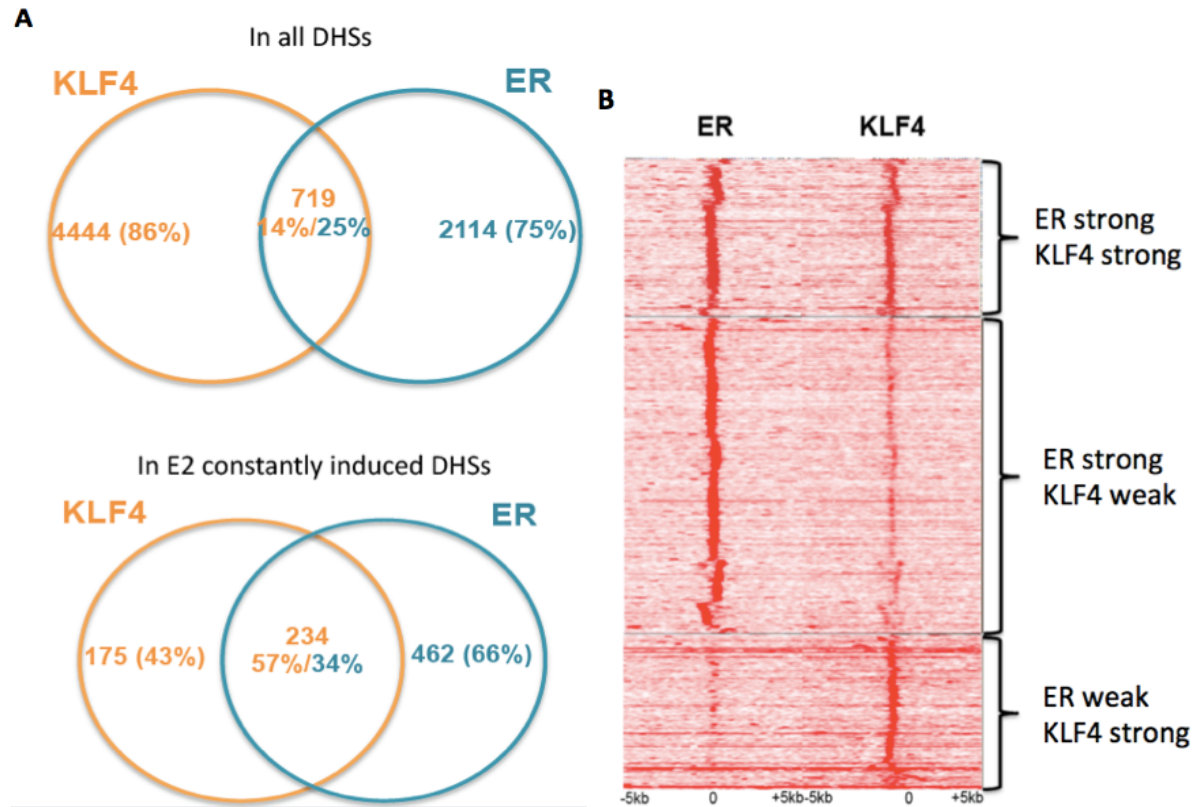 A
In all DHSs
KLF4
ER
719
4444 (86%)
14%/25%
2114 (75%)
In E2 constantly induced DHSs
KLF4
ER
234
175 (43%)
57%/34%
462 (66%)
B
ER
KLF4
ER strong
KLF4 strong
ER strong
KLF4 weak
ER weak
KLF4 strong
-5kb 0 +5kb-5kb 0 +5kb